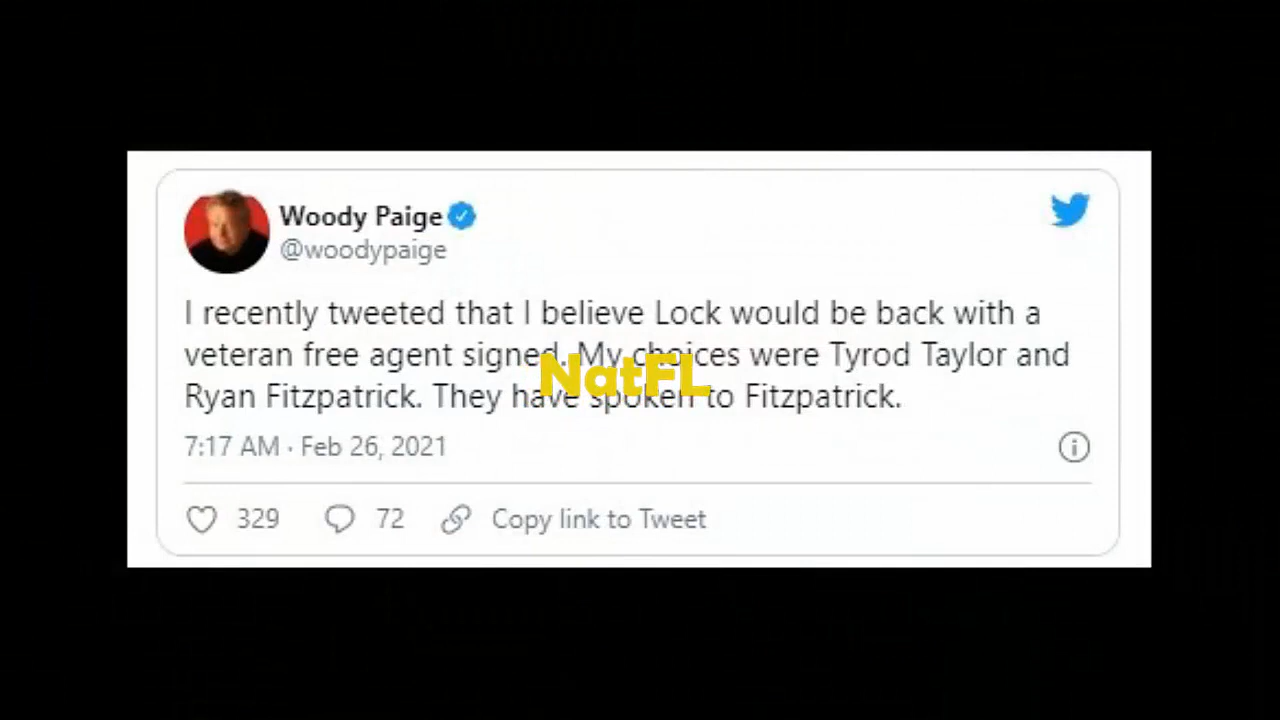 Woody Paige
@woodypaige
I recently tweeted that I believe Lock would be back with a
veteran free agent signed. My choices were Tyrod Taylor and
Ryan Fitzpatrick. They have spoken to Fitzpatrick.
NatFL
7:17 AM · Feb 26, 2021
329 72 Copy link to Tweet